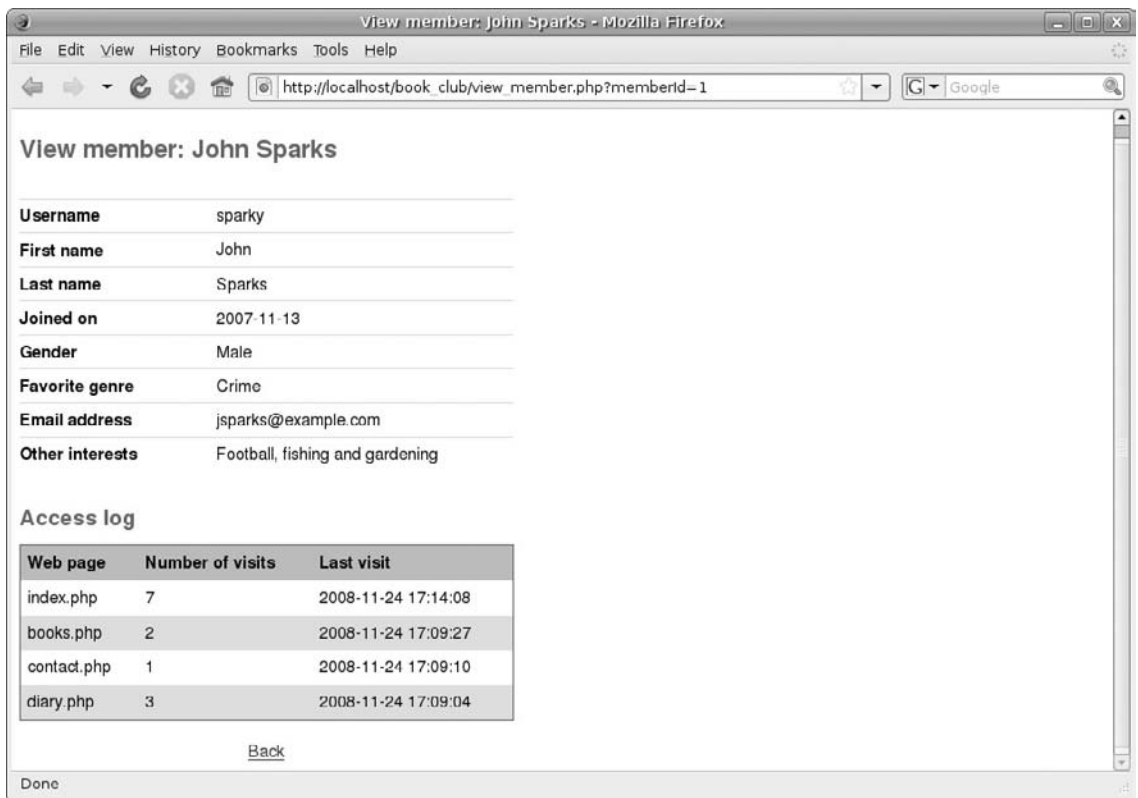 View member: John Sparks - Mozilla Firefox
File Edit View History Bookmarks Tools Help
http://localhost/book_club/view_member.php?memberId=1
G Google
View member: John Sparks
Username sparky
First name John
Last name Sparks
Joined on 2007-11-13
Gender Male
Favorite genre Crime
Email address jsparks@example.com
Other interests Football, fishing and gardening
Access log
Web page Number of visits Last visit
index.php 7 2008-11-24 17:14:08
books.php 2 2008-11-24 17:09:27
contact.php 1 2008-11-24 17:09:10
diary.php 3 2008-11-24 17:09:04
Back
Done